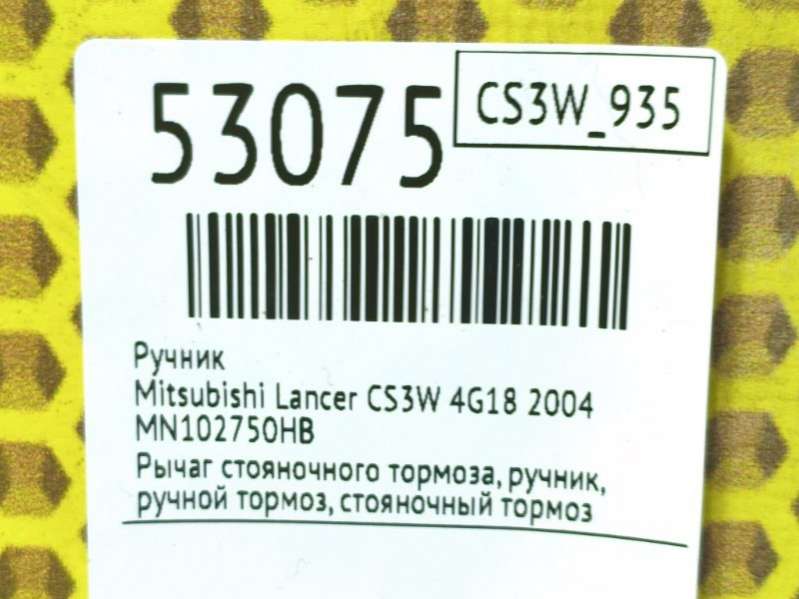 53075
CS3W_935
Ручник
Mitsubishi Lancer CS3W 4G18 2004
MN102750HB
Рычаг стояночного тормоза, ручник,
ручной тормоз, стояночный тормоз